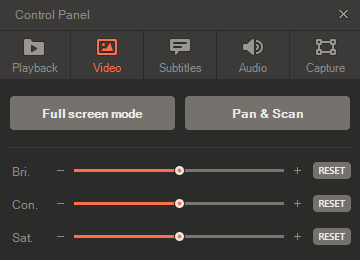 Control Panel
Playback Video Subtitles Audio Capture
Full screen mode Pan & Scan
Bri. − + RESET
Con. − + RESET
Sat. − + RESET